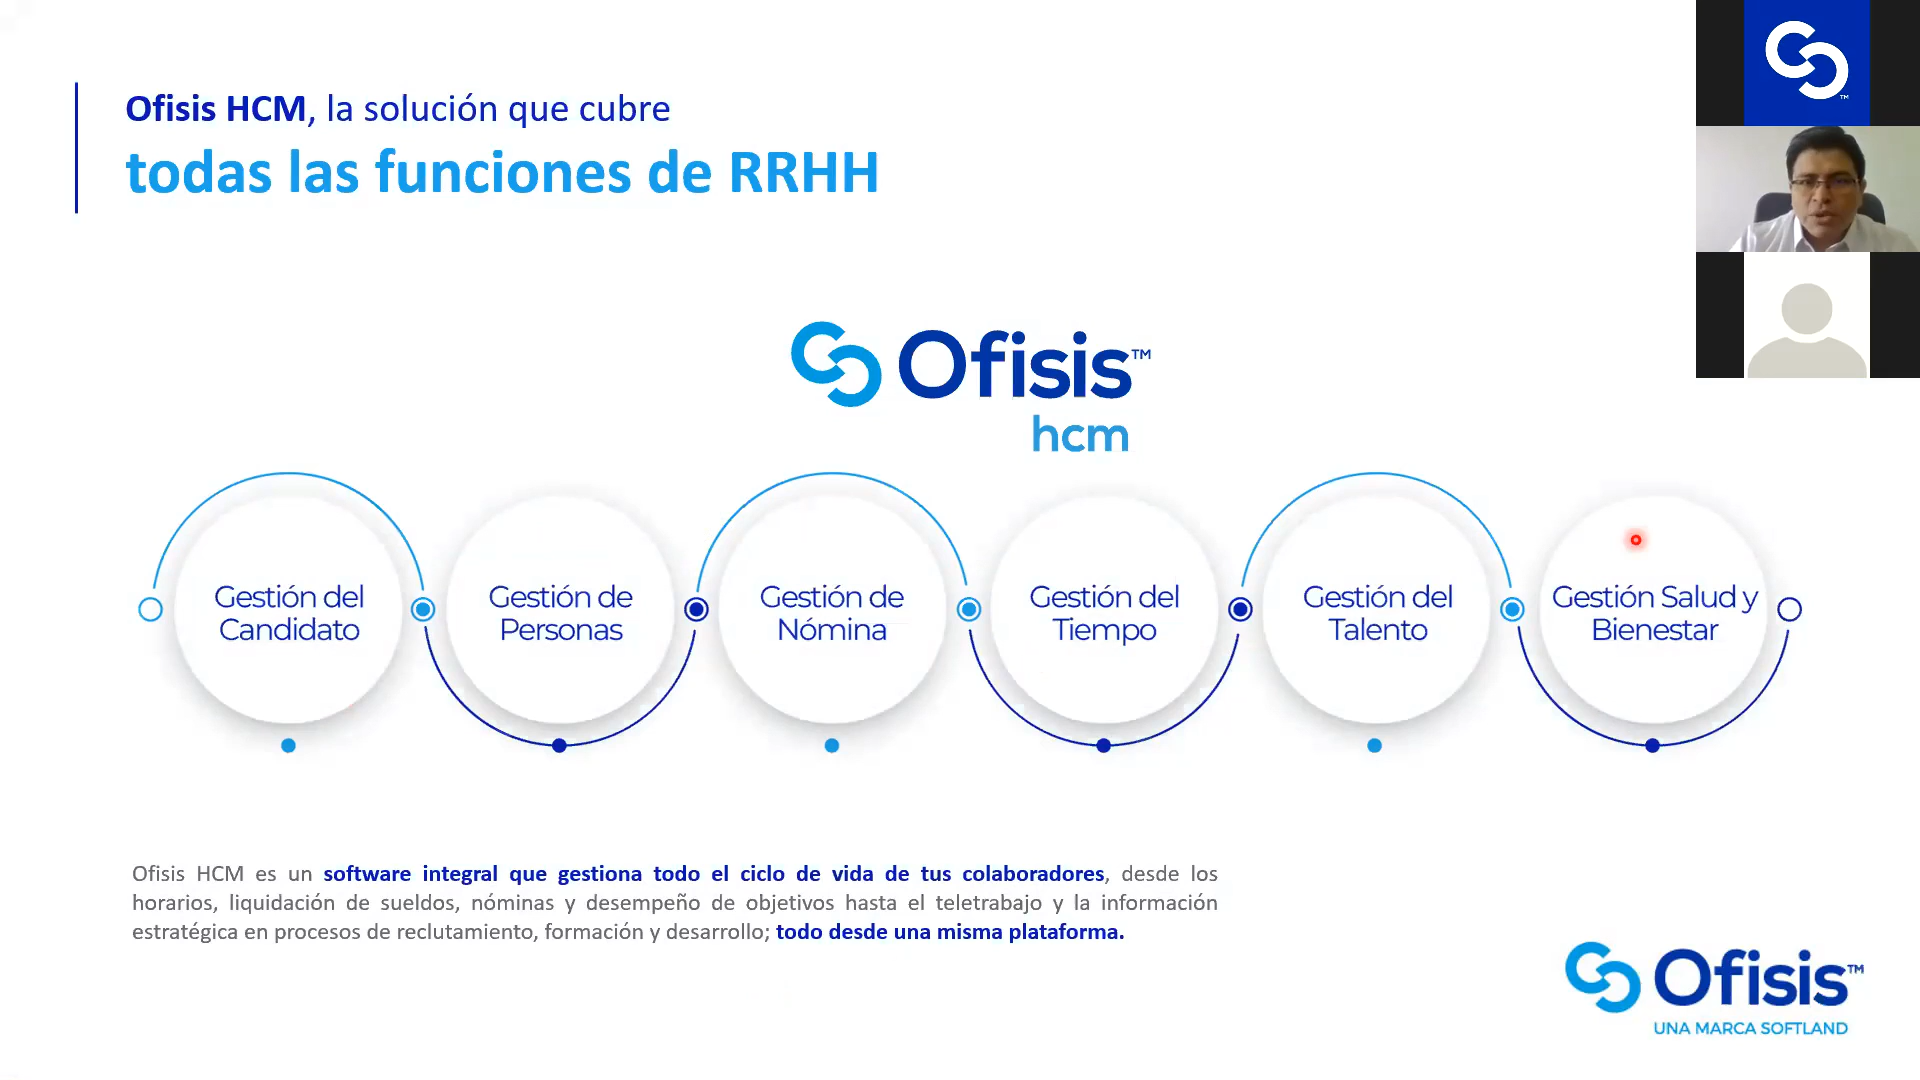 Ofisis HCM, la solución que cubre
todas las funciones de RRHH
TM
Ofisis™
hcm
Gestión del
Candidato
Gestión de
Personas
Gestión de
Nómina
Gestión del
Tiempo
Gestión del
Talento
Gestión Salud y
Bienestar
Ofisis HCM es un software integral que gestiona todo el ciclo de vida de tus colaboradores, desde los
horarios, liquidación de sueldos, nóminas y desempeño de objetivos hasta el teletrabajo y la información
estratégica en procesos de reclutamiento, formación y desarrollo; todo desde una misma plataforma.
Ofisis™
UNA MARCA SOFTLAND